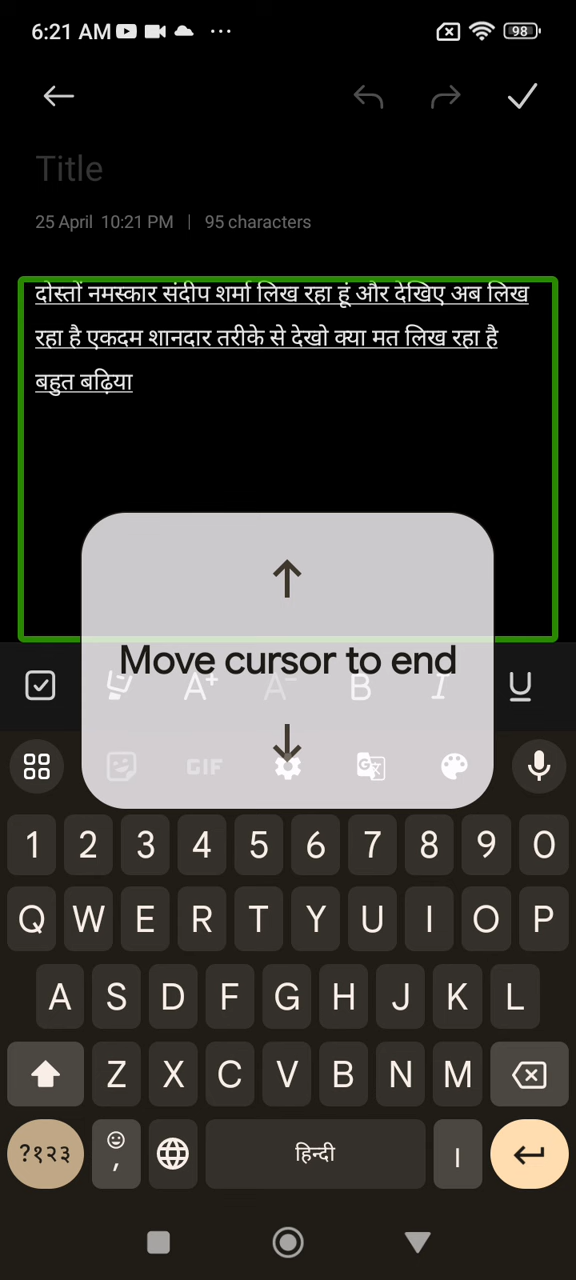 6:21 AM ... 98
Title
25 April 10:21 PM | 95 characters
दोस्तों नमस्कार संदीप शर्मा लिख रहा हूं और देखिए अब लिख
रहा है एकदम शानदार तरीके से देखो क्या मत लिख रहा है
बहुत बढ़िया
↑
Move cursor to end
↓
A+ A- B I U
GIF
1 2 3 4 5 6 7 8 9 0
Q W E R T Y U I O P
A S D F G H J K L
Z X C V B N M
?१२३ , हिन्दी |